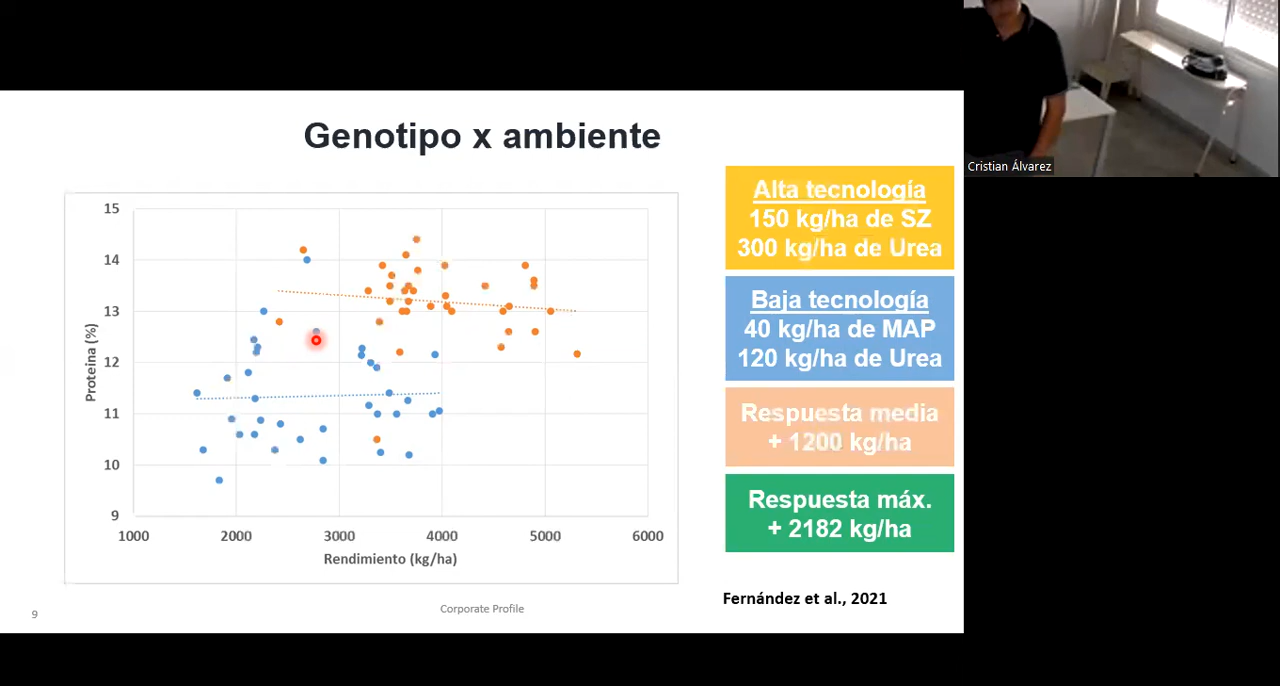 Genotipo x ambiente
Cristian Álvarez
15
14
13
12
11
10
9
Proteina (%)
1000 2000 3000 4000 5000 6000
Rendimiento (kg/ha)
Alta tecnología
150 kg/ha de SZ
300 kg/ha de Urea
Baja tecnología
40 kg/ha de MAP
120 kg/ha de Urea
Respuesta media
+ 1200 kg/ha
Respuesta máx.
+ 2182 kg/ha
Fernández et al., 2021
9
Corporate Profile